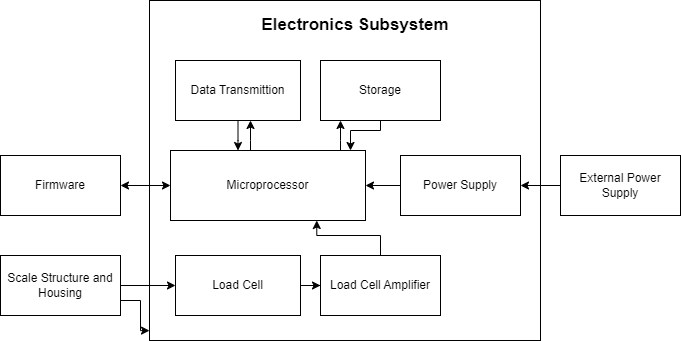 Electronics Subsystem
Data Transmittion
Storage
Firmware
Microprocessor
Power Supply
External Power
Supply
Scale Structure and
Housing
Load Cell
Load Cell Amplifier